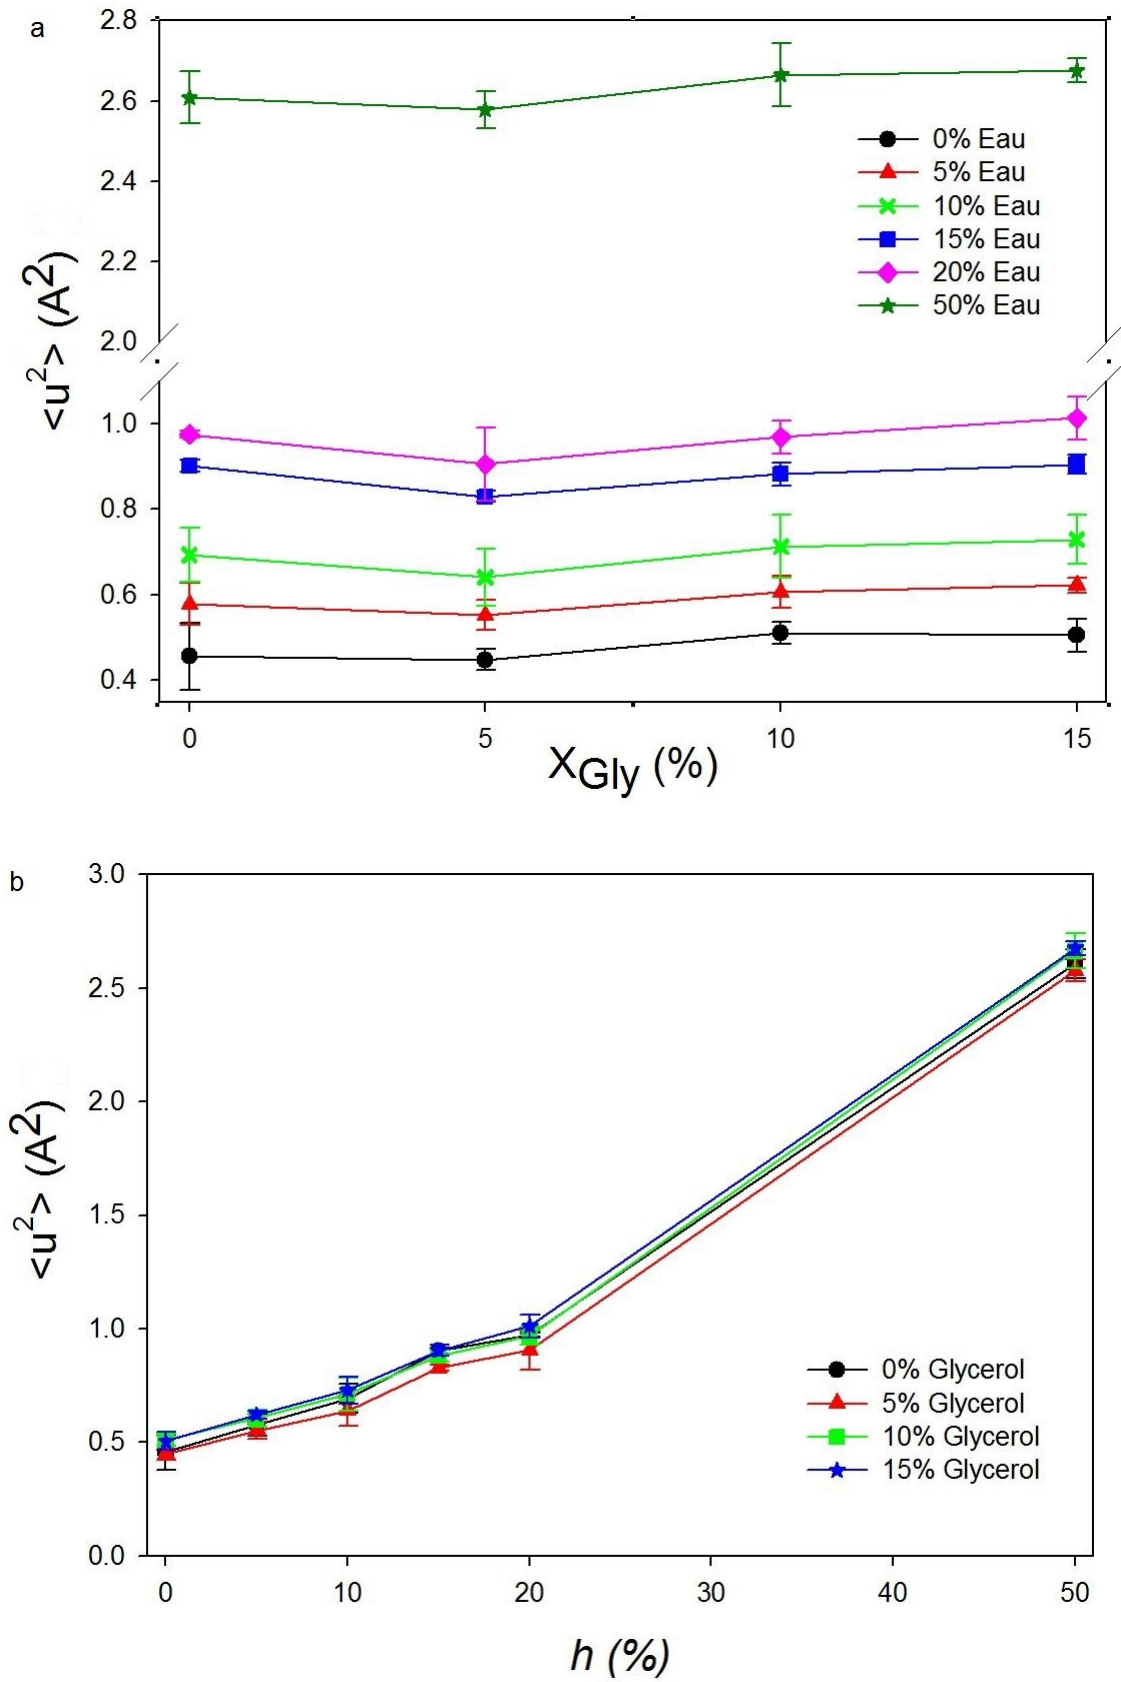 a
2.8
2.6
2.4
2.2
2.0
1.0
0.8
0.6
0.4
<u²> (A²)
0% Eau
5% Eau
10% Eau
15% Eau
20% Eau
50% Eau
0 5 10 15
X_Gly (%)
b
3.0
2.5
2.0
1.5
1.0
0.5
0.0
<u²> (A²)
0% Glycerol
5% Glycerol
10% Glycerol
15% Glycerol
0 10 20 30 40 50
h (%)